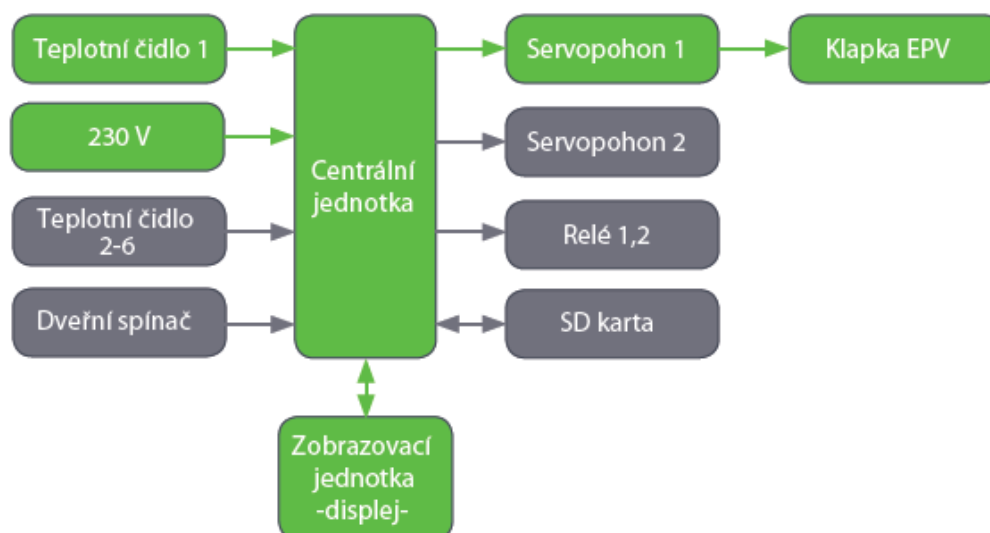 Teplotní čidlo 1
230 V
Teplotní čidlo
2-6
Dveřní spínač
Centrální
jednotka
Servopohon 1
Klapka EPV
Servopohon 2
Relé 1,2
SD karta
Zobrazovací
jednotka
-displej-